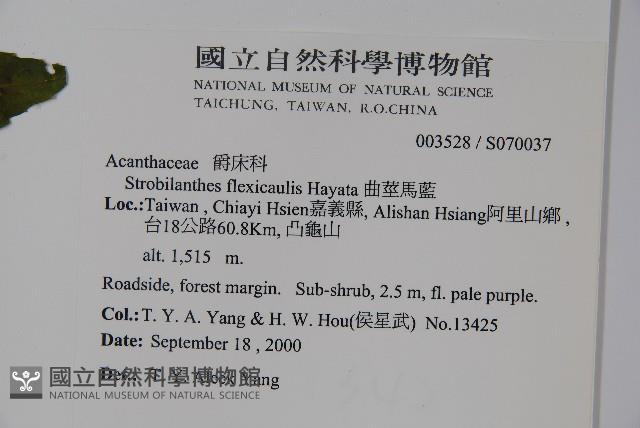 國立自然科學博物館
NATIONAL MUSEUM OF NATURAL SCIENCE
TAICHUNG, TAIWAN, R.O.CHINA
003528 / S070037
Acanthaceae 爵床科
Strobilanthes flexicaulis Hayata 曲莖馬藍
Loc.:Taiwan , Chiayi Hsien嘉義縣, Alishan Hsiang阿里山鄉 ,
台18公路60.8Km, 凸龜山
alt. 1,515 m.
Roadside, forest margin. Sub-shrub, 2.5 m, fl. pale purple.
Col.:T. Y. A. Yang & H. W. Hou(侯星武) No.13425
Date: September 18 , 2000
Yang
國立自然科學博物館
NATIONAL MUSEUM OF NATURAL SCIENCE